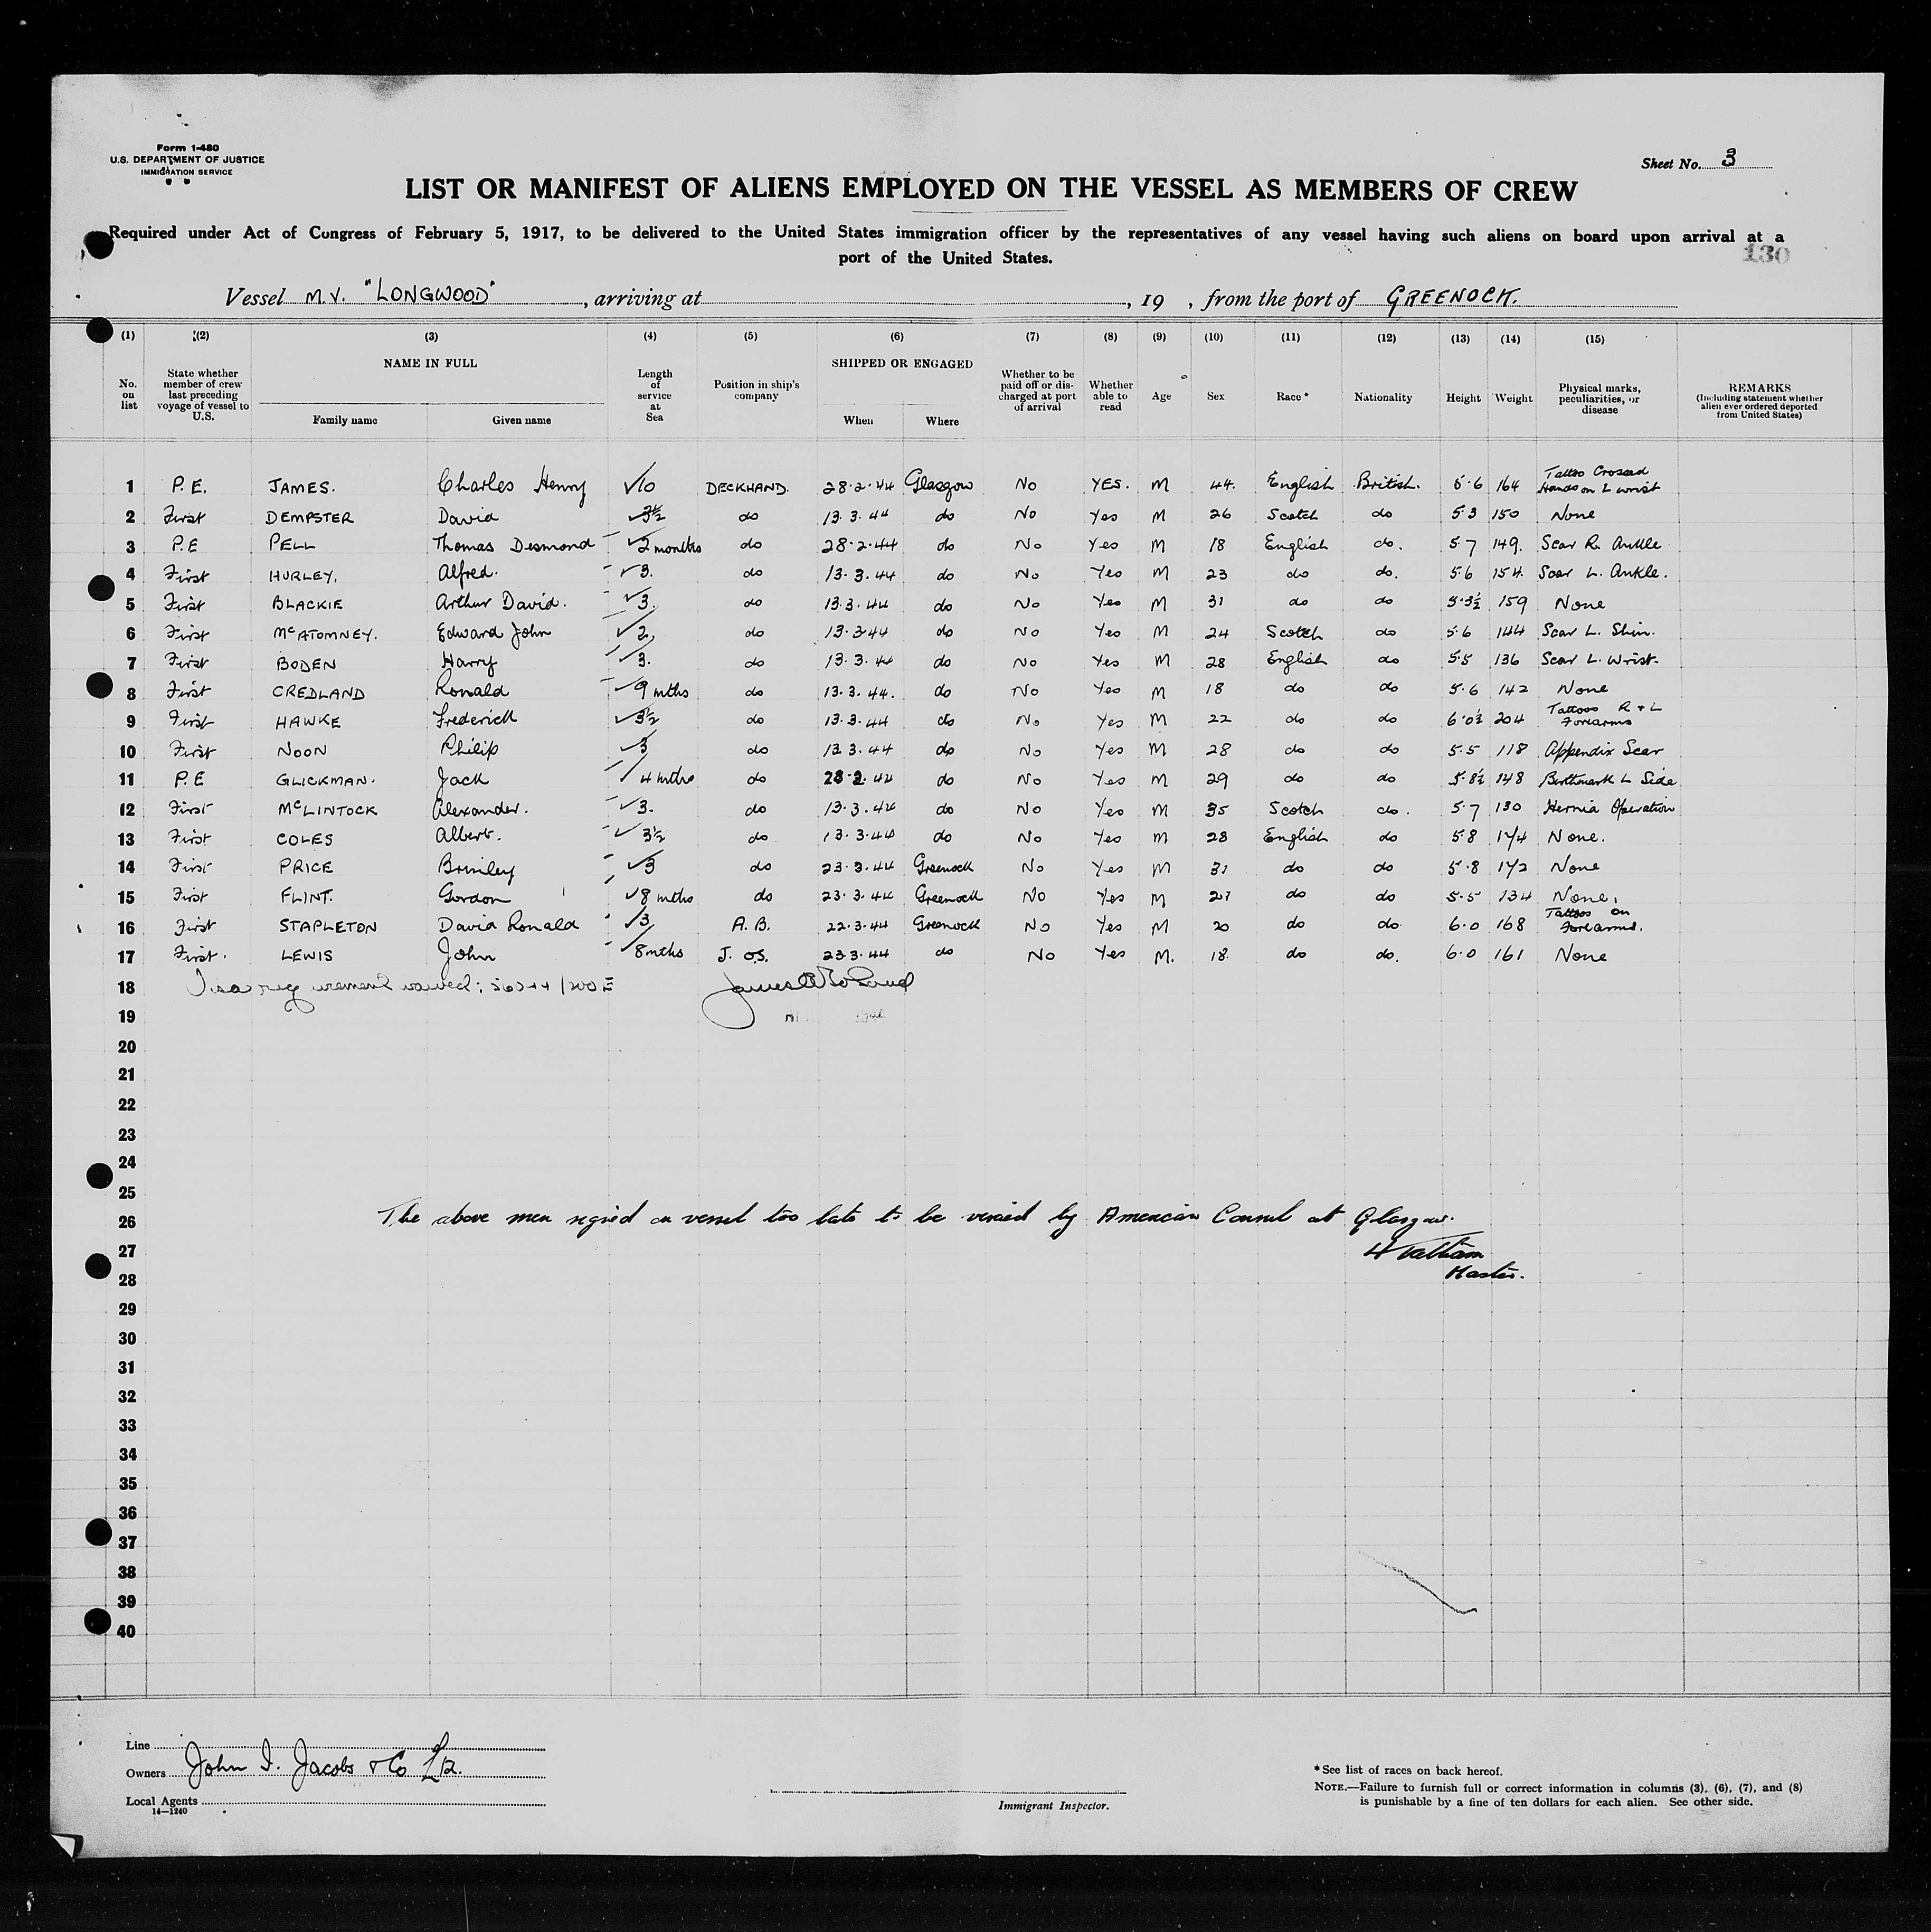 Form 1-480
U.S. DEPARTMENT OF JUSTICE
IMMIGRATION SERVICE
Sheet No. 3
LIST OR MANIFEST OF ALIENS EMPLOYED ON THE VESSEL AS MEMBERS OF CREW
Required under Act of Congress of February 5, 1917, to be delivered to the United States immigration officer by the representatives of any vessel having such aliens on board upon arrival at a
port of the United States.
130
Vessel M.V. "LONGWOOD", arriving at , 19 , from the port of GREENOCK.
(1) (2) (3) (4) (5) (6) (7) (8) (9) (10) (11) (12) (13) (14) (15)
No. on list State whether member of crew last preceding voyage of vessel to U.S. NAME IN FULL Family name Given name Length of service at Sea Position in ship's company SHIPPED OR ENGAGED When Where Whether to be paid off or discharged at port of arrival Whether able to read Age Sex Race* Nationality Height Weight Physical marks, peculiarities, or disease REMARKS (Including statement whether alien ever ordered deported from United States)
1 P.E. JAMES. Charles Henry √10 DECKHAND. 28.2.44 Glasgow No YES. M 44. English British. 5.6 164 Tattoo Crossed Hands on L wrist
2 First DEMPSTER David √3½ do 13.3.44 do No Yes M 26 Scotch do 5.3 150 None
3 P.E PELL Thomas Desmond √2 months do 28.2.44 do No Yes M 18 English do. 5.7 149. Scar R. Ankle
4 First HURLEY. Alfred. √3. do 13.3.44 do No Yes M 23 do do. 5.6 154. Scar L. Ankle.
5 First BLACKIE Arthur David. √3. do 13.3.44 do No Yes M 31 do do 5.3½ 159 None
6 First McATOMNEY. Edward John √2, do 13.3.44 do No Yes M 24 Scotch do 5.6 144 Scar L. Shin.
7 First BODEN Harry √3. do 13.3.44 do No Yes M 28 English do 5.5 136 Scar L. Wrist.
8 First CREDLAND Ronald √9 mths do 13.3.44. do No Yes M 18 do do 5.6 142 None
9 First HAWKE Frederick √3½ do 13.3.44 do No Yes M 22 do do 6.0½ 204 Tattoos R + L Forearms
10 First NOON Philip √3 do 13.3.44 do No Yes M 28 do do 5.5 118 Appendix Scar
11 P.E GLICKMAN. Jack √4 mths do 28.2.44 do No Yes M 29 do do 5.8½ 148 Birthmark L Side
12 First McLINTOCK Alexander. √3. do 13.3.44 do No Yes M 35 Scotch do. 5.7 130 Hernia Operation
13 First COLES Albert. √3½ do 13.3.44 do No Yes M 28 English do 5.8 174 None.
14 First PRICE Brinley √3 do 23.3.44 Greenock No Yes M 31 do do 5.8 172 None
15 First FLINT. Gordon √8 mths do 23.3.44 Greenock No Yes M 21 do do 5.5 134 None.
16 First STAPLETON David Ronald √3 A.B. 22.3.44 Greenock No Yes M 20 do do 6.0 168 Tattoos on Forearms.
17 First. LEWIS John √8mths J. O.S. 23.3.44 do No Yes M. 18. do do. 6.0 161 None
18 Visa requirement waived;
19
20
21
22
23
24
25
26 The above men signed on vessel too late to be visaed by American Consul at Glasgow.
27
28 Master.
29
30
31
32
33
34
35
36
37
38
39
40
Line
Owners John I. Jacobs & Co Ltd.
Local Agents
14—1240
Immigrant Inspector.
*See list of races on back hereof.
NOTE.—Failure to furnish full or correct information in columns (3), (6), (7), and (8)
is punishable by a fine of ten dollars for each alien. See other side.